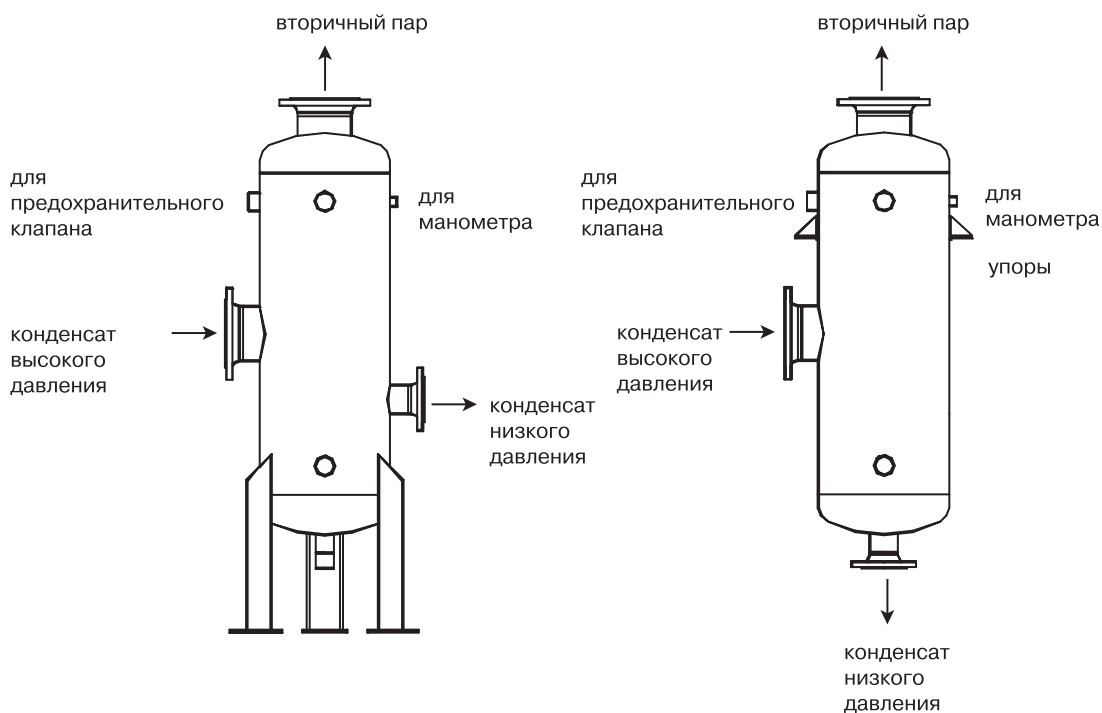 вторичный пар
для
предохранительного
клапана
для
манометра
конденсат
высокого
давления
конденсат
низкого
давления
вторичный пар
для
предохранительного
клапана
для
манометра
упоры
конденсат
высокого
давления
конденсат
низкого
давления